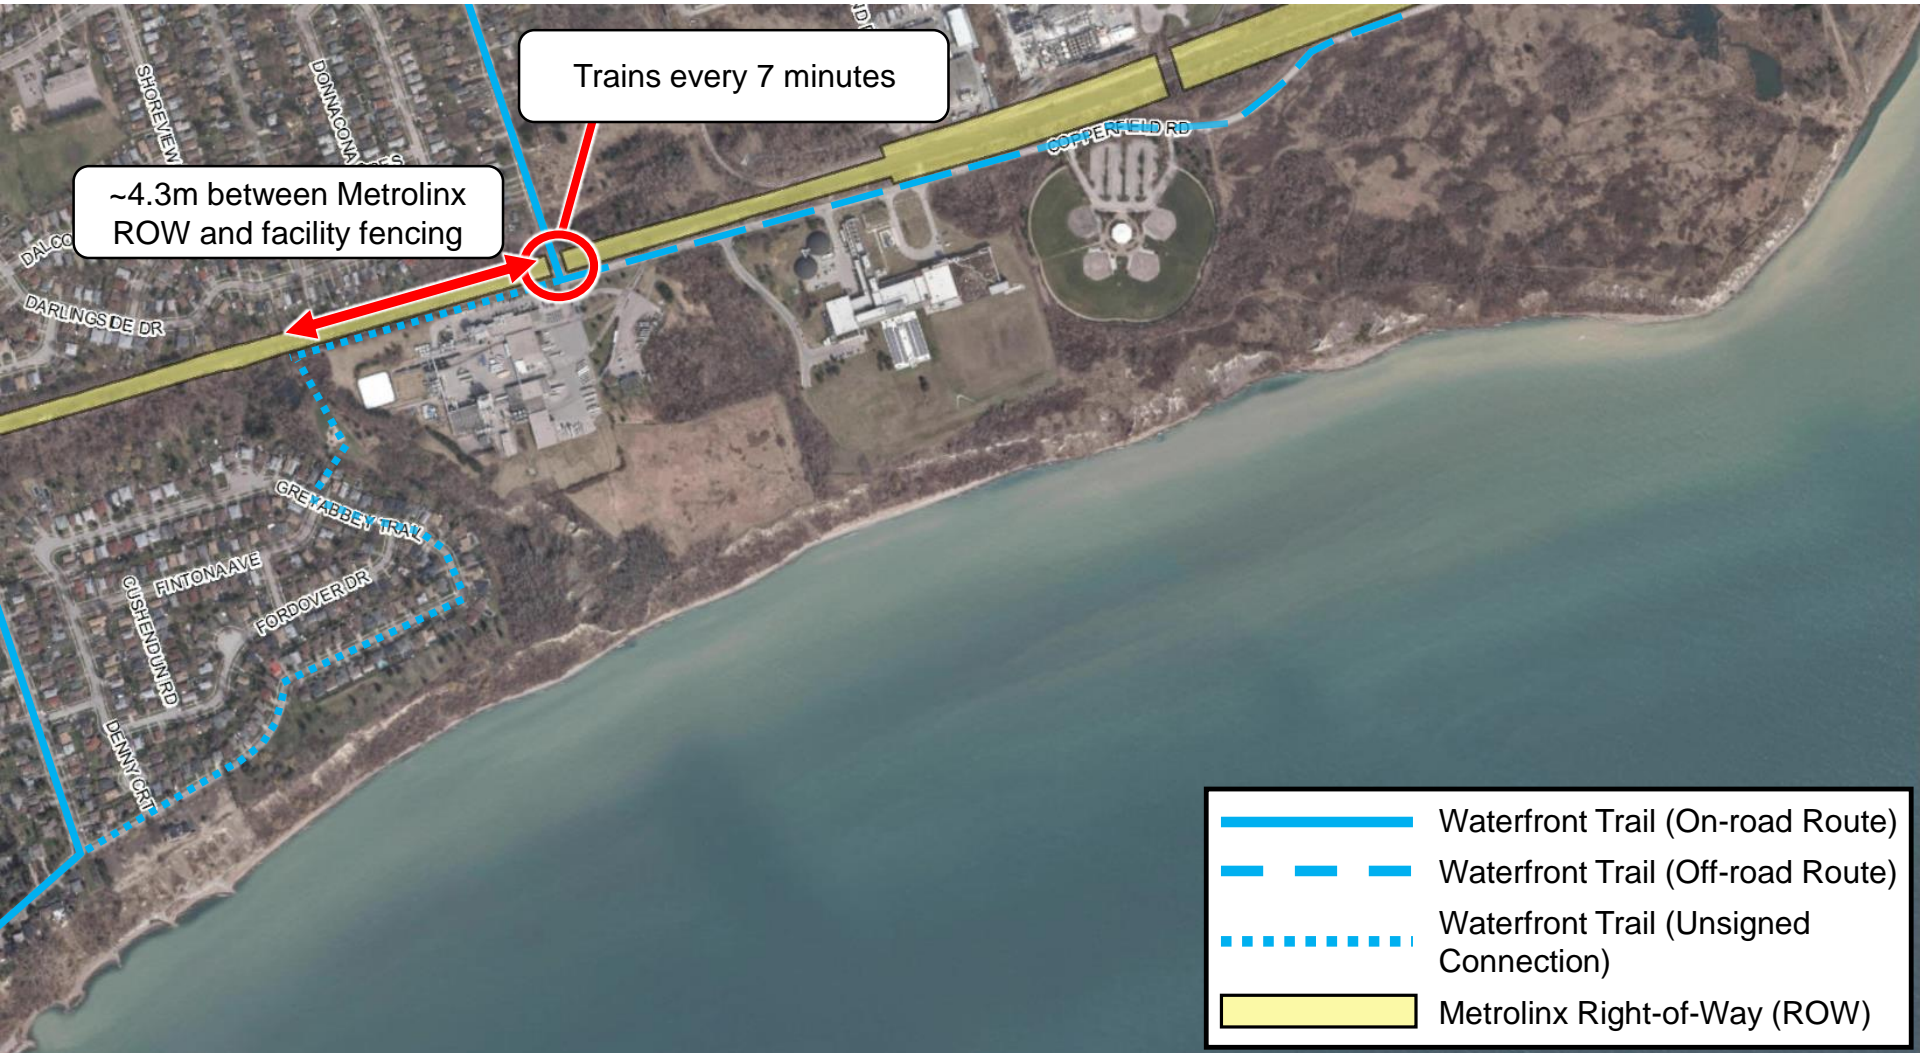 Trains every 7 minutes
~4.3m between Metrolinx
ROW and facility fencing
SHOREVIEW
DARLINGSIDE DR
COPPERFIELD RD
GREYABBEY TRAIL
FINTONA AVE
CUSHENDUN RD
FORDOVER DR
DENNY CRT
Waterfront Trail (On-road Route)
Waterfront Trail (Off-road Route)
Waterfront Trail (Unsigned
Connection)
Metrolinx Right-of-Way (ROW)